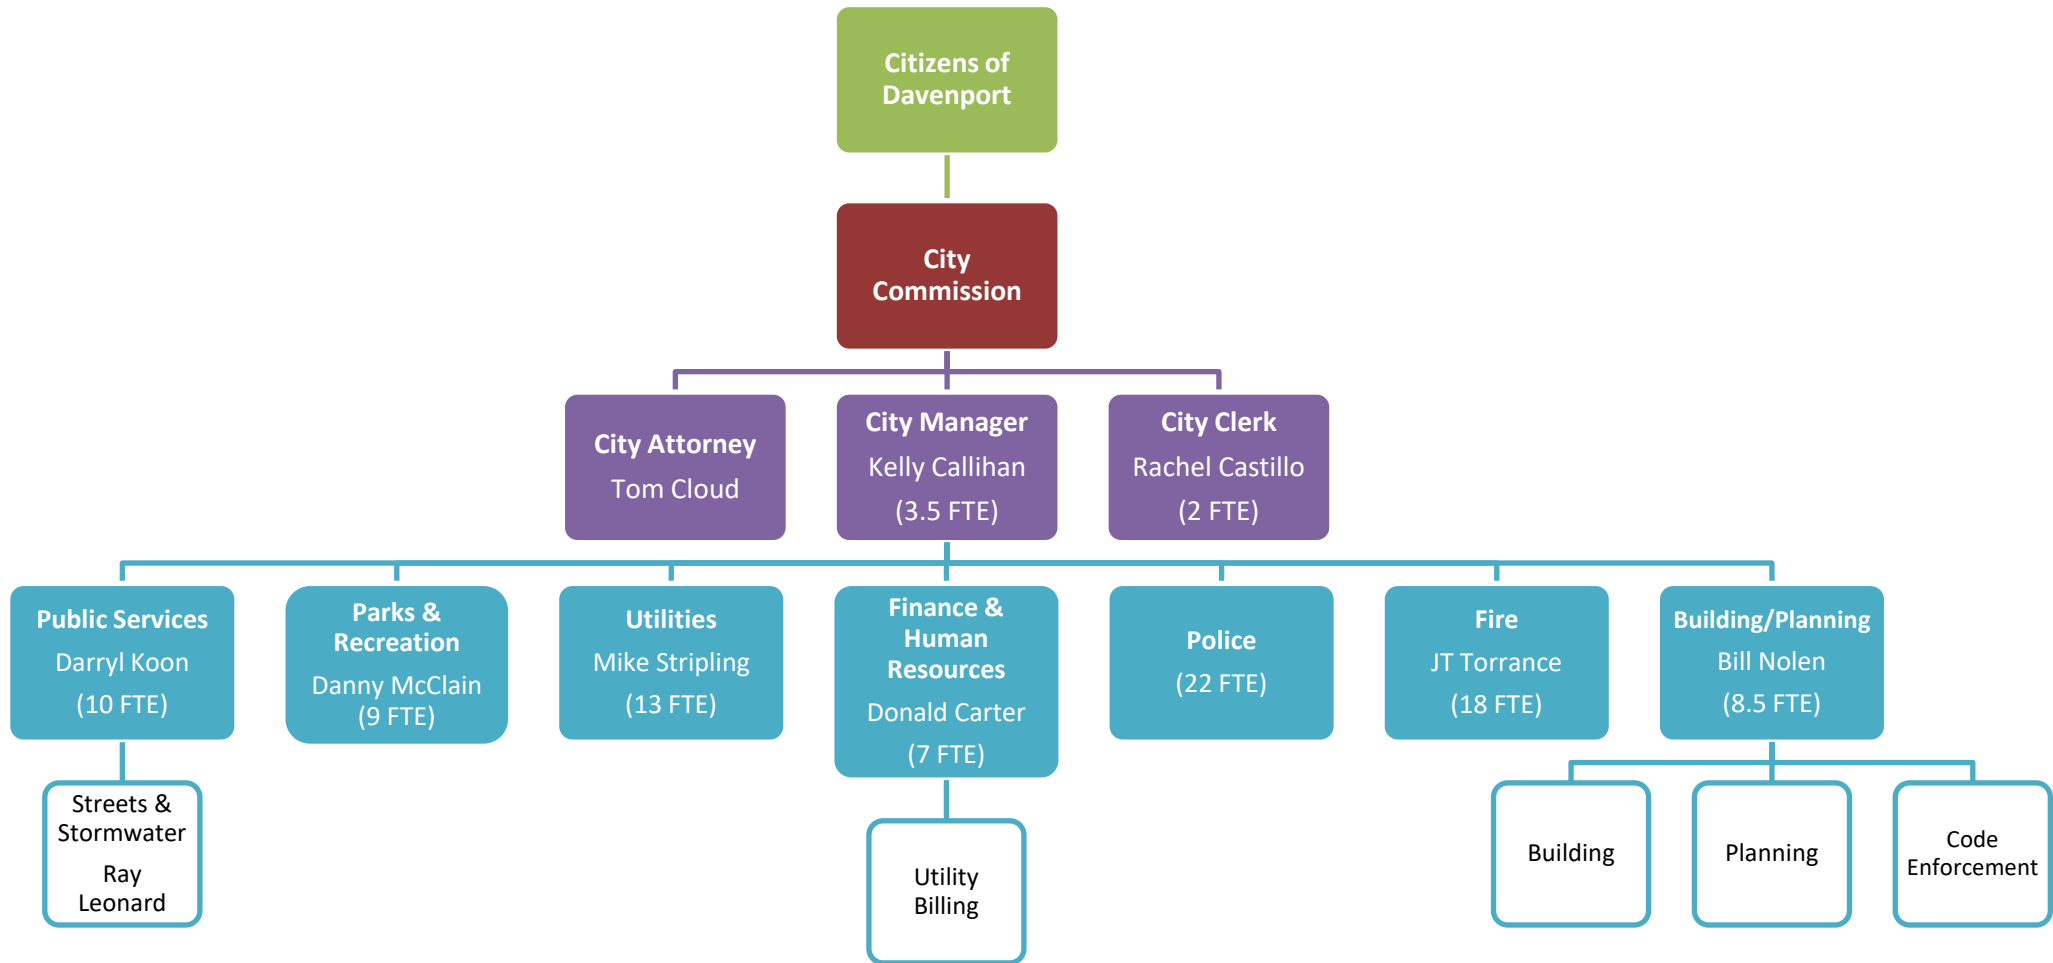 Citizens of
Davenport
City
Commission
City Attorney
Tom Cloud
City Manager
Kelly Callihan
(3.5 FTE)
City Clerk
Rachel Castillo
(2 FTE)
Public Services
Darryl Koon
(10 FTE)
Parks &
Recreation
Danny McClain
(9 FTE)
Utilities
Mike Stripling
(13 FTE)
Finance &
Human
Resources
Donald Carter
(7 FTE)
Police
(22 FTE)
Fire
JT Torrance
(18 FTE)
Building/Planning
Bill Nolen
(8.5 FTE)
Streets &
Stormwater
Ray
Leonard
Utility
Billing
Building
Planning
Code
Enforcement